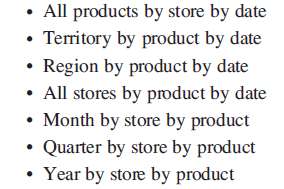 • All products by store by date
• Territory by product by date
• Region by product by date
• All stores by product by date
• Month by store by product
• Quarter by store by product
• Year by store by product